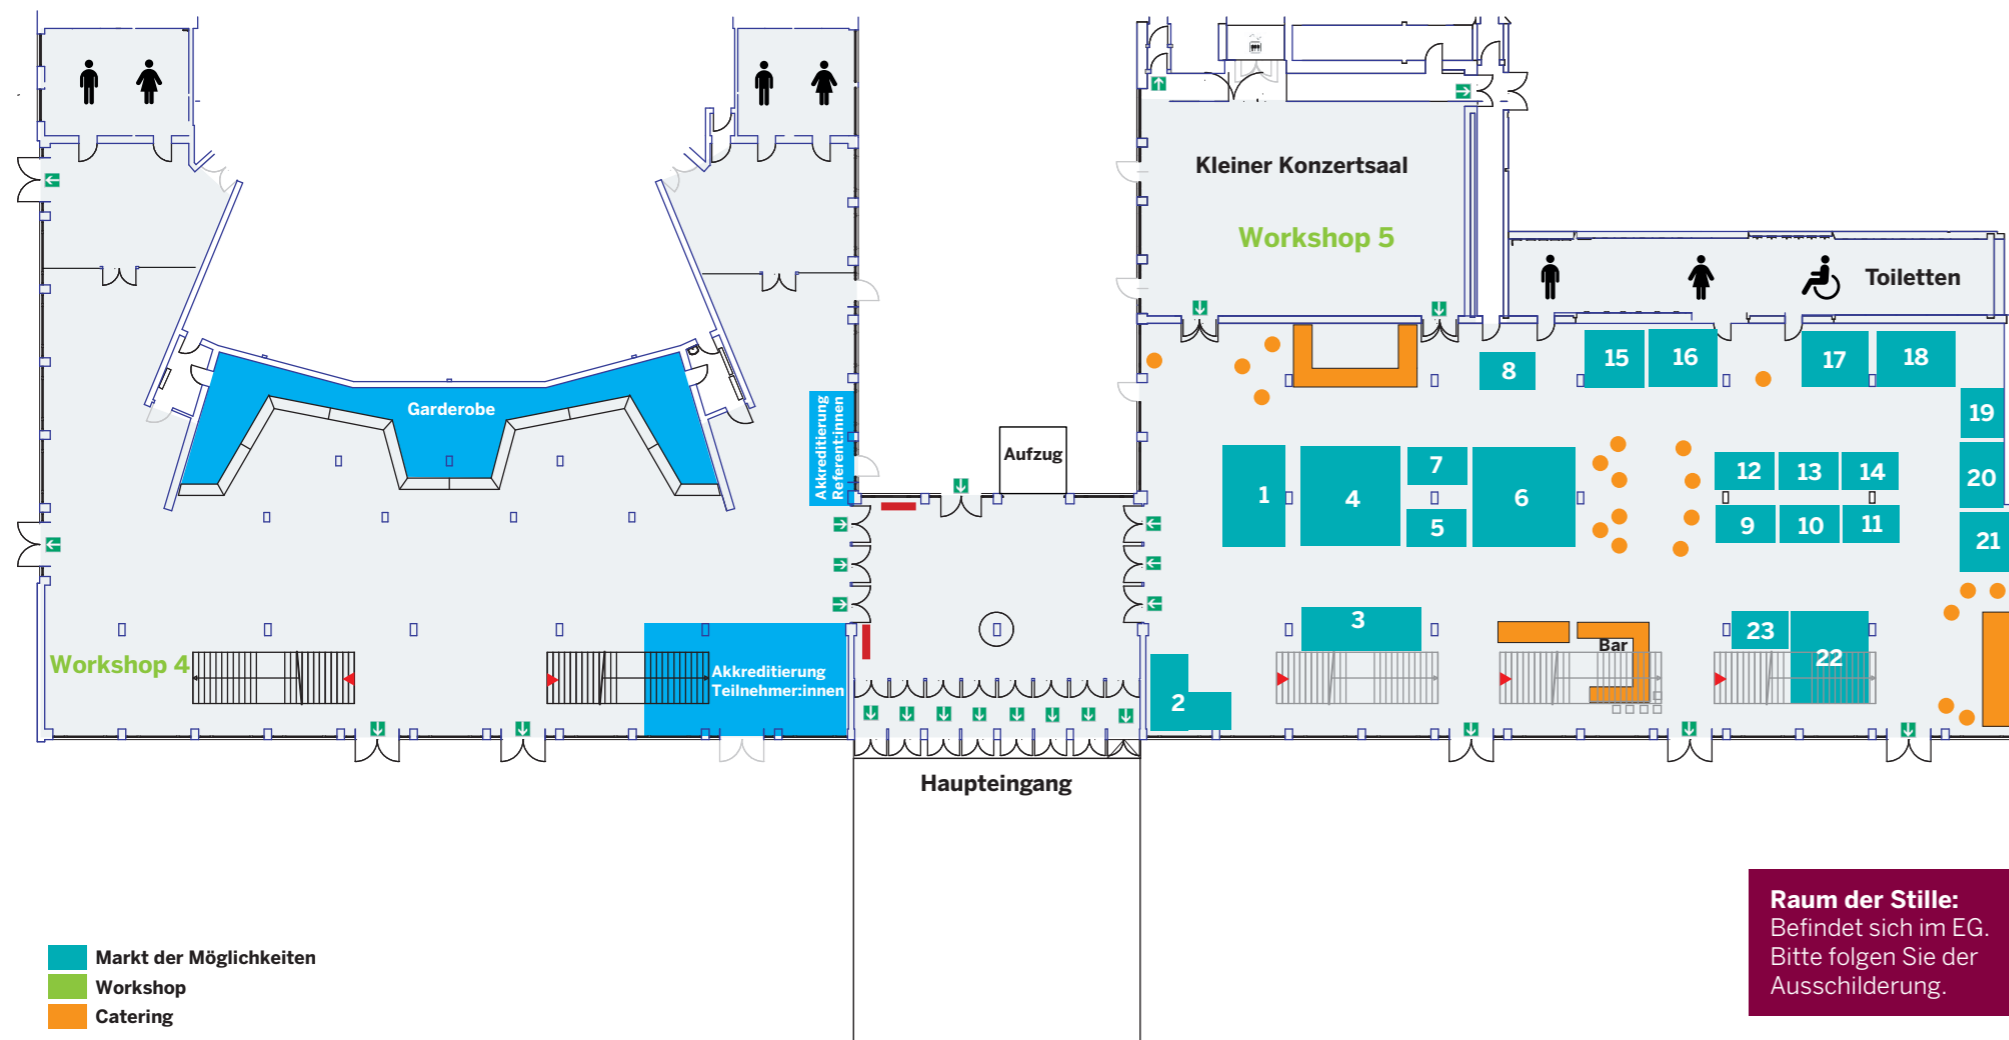 Kleiner Konzertsaal
Workshop 5
Toiletten
15
16
17
18
8
19
Garderobe
Akkreditierung
Referent:innen
Aufzug
1
4
7
5
6
12
13
14
9
10
11
20
21
3
23
22
Bar
2
Workshop 4
Akkreditierung
Teilnehmer:innen
Haupteingang
Raum der Stille:
Befindet sich im EG.
Bitte folgen Sie der
Ausschilderung.
Markt der Möglichkeiten
Workshop
Catering